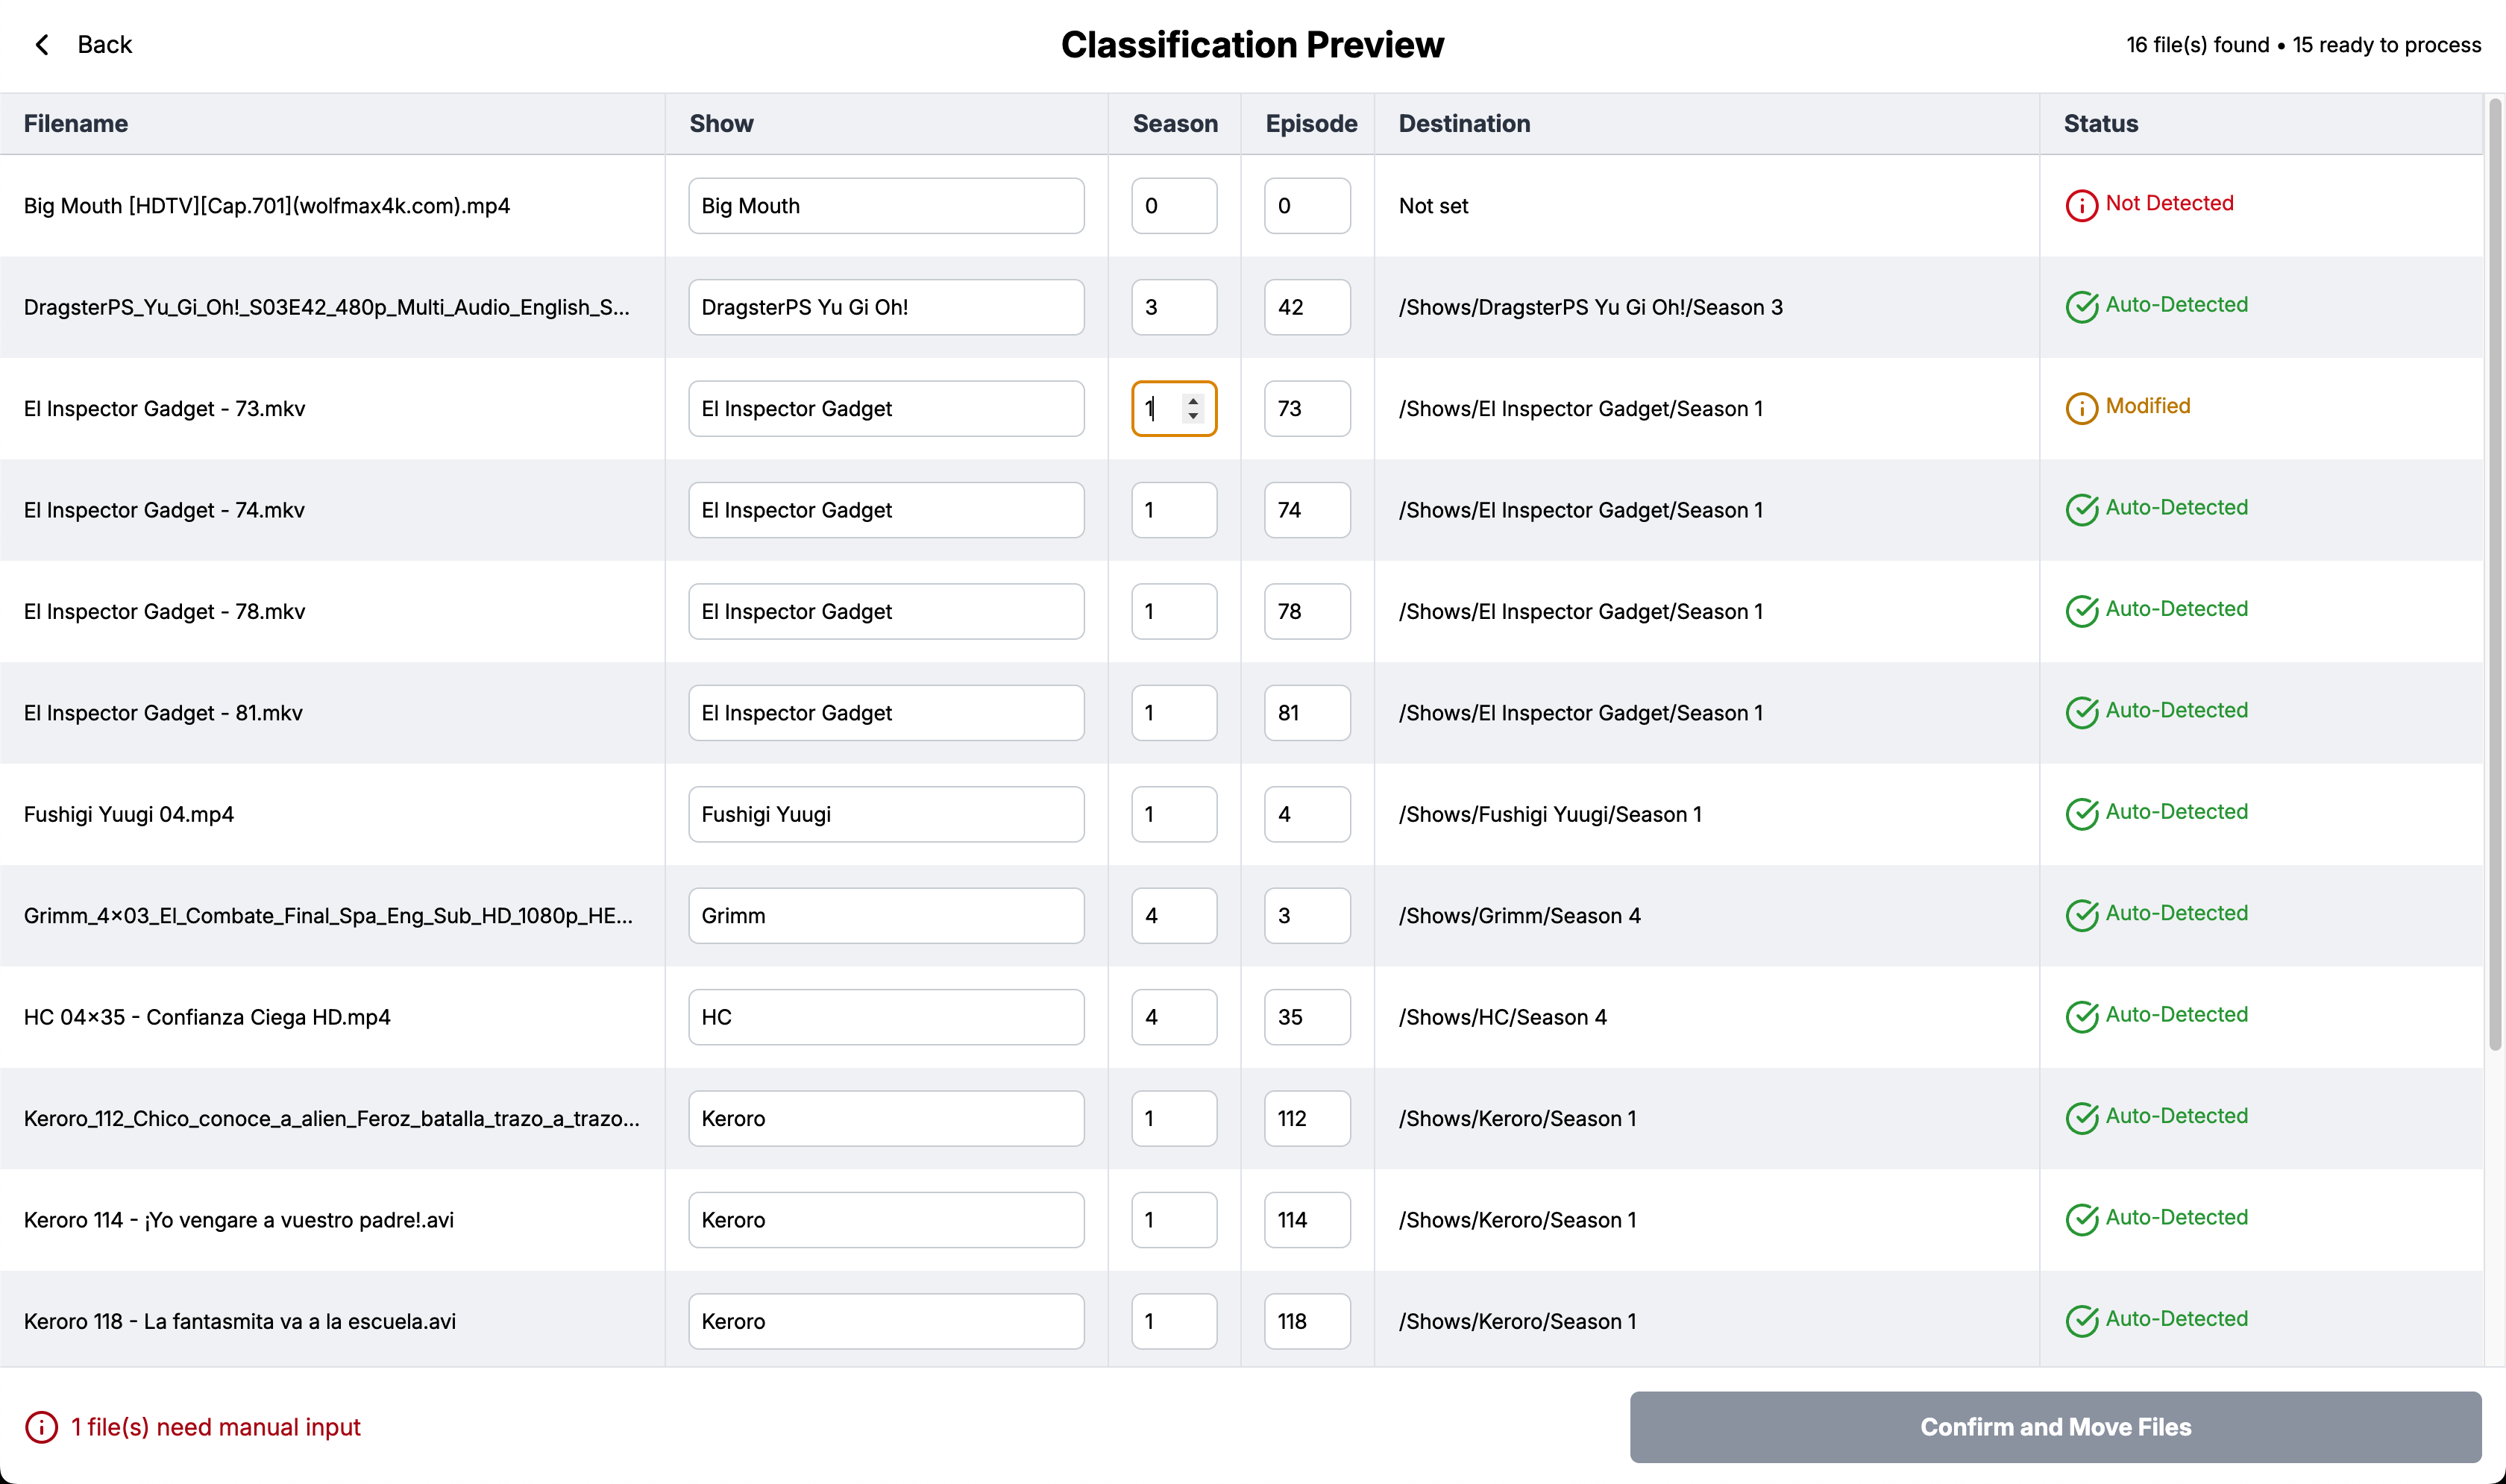 Back
Classification Preview
16 file(s) found • 15 ready to process
Filename Show Season Episode Destination Status
Big Mouth [HDTV][Cap.701](wolfmax4k.com).mp4 Big Mouth 0 0 Not set Not Detected
DragsterPS_Yu_Gi_Oh!_S03E42_480p_Multi_Audio_English_S... DragsterPS Yu Gi Oh! 3 42 /Shows/DragsterPS Yu Gi Oh!/Season 3 Auto-Detected
El Inspector Gadget - 73.mkv El Inspector Gadget 1 73 /Shows/El Inspector Gadget/Season 1 Modified
El Inspector Gadget - 74.mkv El Inspector Gadget 1 74 /Shows/El Inspector Gadget/Season 1 Auto-Detected
El Inspector Gadget - 78.mkv El Inspector Gadget 1 78 /Shows/El Inspector Gadget/Season 1 Auto-Detected
El Inspector Gadget - 81.mkv El Inspector Gadget 1 81 /Shows/El Inspector Gadget/Season 1 Auto-Detected
Fushigi Yuugi 04.mp4 Fushigi Yuugi 1 4 /Shows/Fushigi Yuugi/Season 1 Auto-Detected
Grimm_4×03_El_Combate_Final_Spa_Eng_Sub_HD_1080p_HE... Grimm 4 3 /Shows/Grimm/Season 4 Auto-Detected
HC 04×35 - Confianza Ciega HD.mp4 HC 4 35 /Shows/HC/Season 4 Auto-Detected
Keroro_112_Chico_conoce_a_alien_Feroz_batalla_trazo_a_trazo... Keroro 1 112 /Shows/Keroro/Season 1 Auto-Detected
Keroro 114 - ¡Yo vengare a vuestro padre!.avi Keroro 1 114 /Shows/Keroro/Season 1 Auto-Detected
Keroro 118 - La fantasmita va a la escuela.avi Keroro 1 118 /Shows/Keroro/Season 1 Auto-Detected
1 file(s) need manual input
Confirm and Move Files